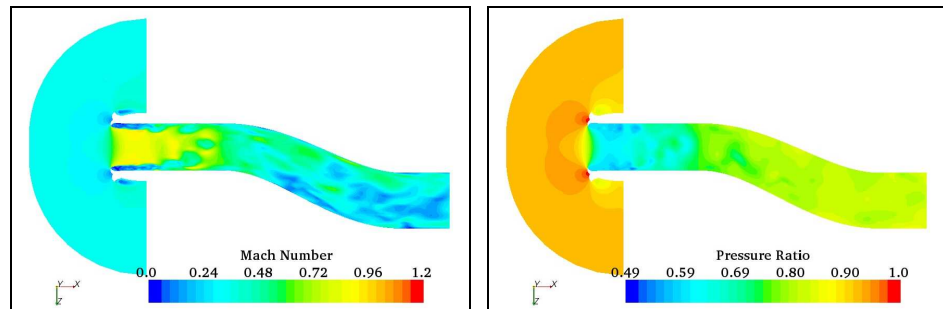 Mach Number
0.0 0.24 0.48 0.72 0.96 1.2
Y X
Z
Pressure Ratio
0.49 0.59 0.69 0.80 0.90 1.0
Y X
Z